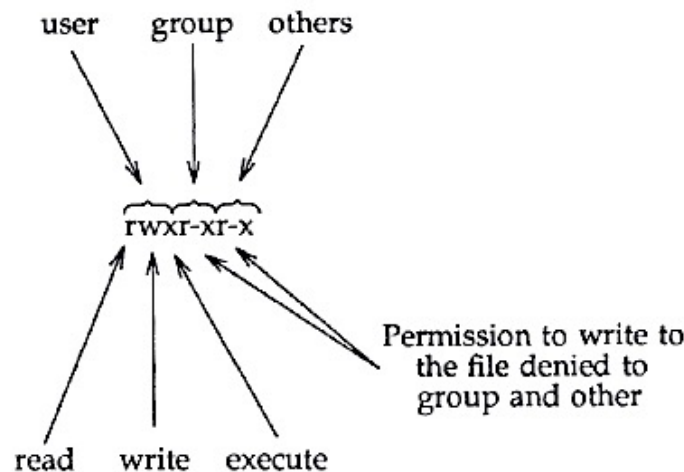 user group others
rwxr-xr-x
Permission to write to
the file denied to
group and other
read write execute